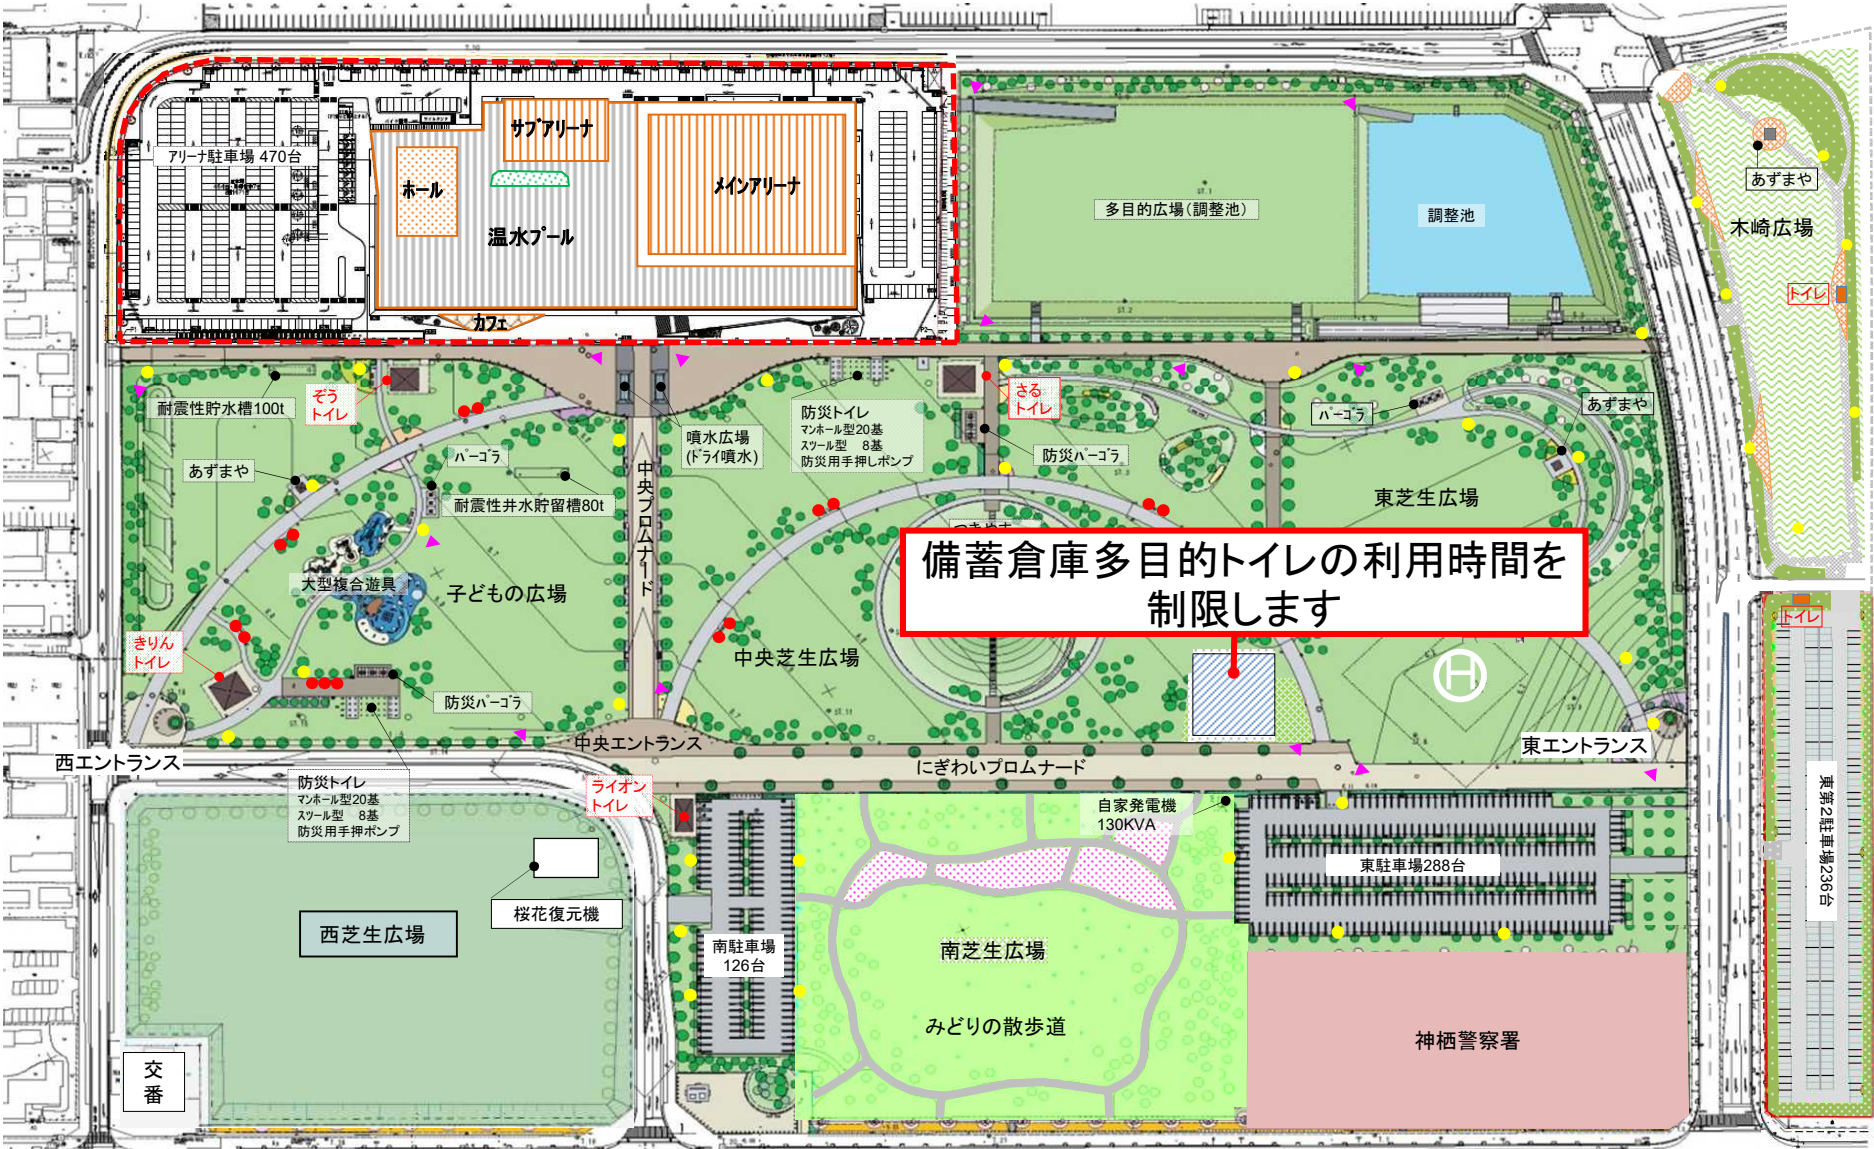 アリーナ駐車場 470台
サブアリーナ
ホール
メインアリーナ
温水プール
カフェ
多目的広場(調整池)
調整池
あずまや
木崎広場
トイレ
耐震性貯水槽100t
ぞう
トイレ
噴水広場
(ドライ噴水)
防災トイレ
マンホール型20基
スツール型 8基
防災用手押しポンプ
さる
トイレ
防災パーゴラ
パーゴラ
あずまや
あずまや
パーゴラ
耐震性井水貯留槽80t
中央プロムナード
東芝生広場
大型複合遊具
子どもの広場
備蓄倉庫多目的トイレの利用時間を
制限します
きりん
トイレ
中央芝生広場
H
防災パーゴラ
トイレ
西エントランス
中央エントランス
にぎわいプロムナード
東エントランス
防災トイレ
マンホール型20基
スツール型 8基
防災用手押ポンプ
ライオン
トイレ
自家発電機
130KVA
東第2駐車場236台
東駐車場288台
桜花復元機
西芝生広場
南駐車場
126台
南芝生広場
みどりの散歩道
神栖警察署
交
番